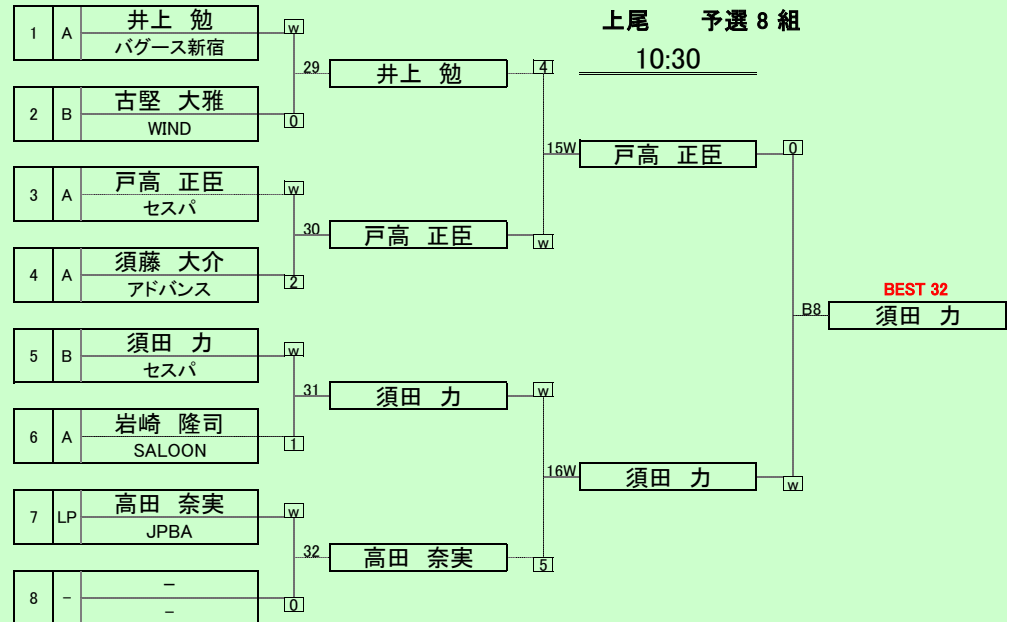 上尾　予選 8 組
10:30
1 A 井上 勉
バグース新宿
w
29 井上 勉 4
2 B 古堅 大雅
WIND
0
15W 戸高 正臣 0
3 A 戸高 正臣
セスパ
w
30 戸高 正臣 w
4 A 須藤 大介
アドバンス
2
BEST 32
B8 須田 力
5 B 須田 力
セスパ
w
31 須田 力 w
6 A 岩崎 隆司
SALOON
1
16W 須田 力 w
7 LP 高田 奈実
JPBA
w
32 高田 奈実 5
8 - －
－
0